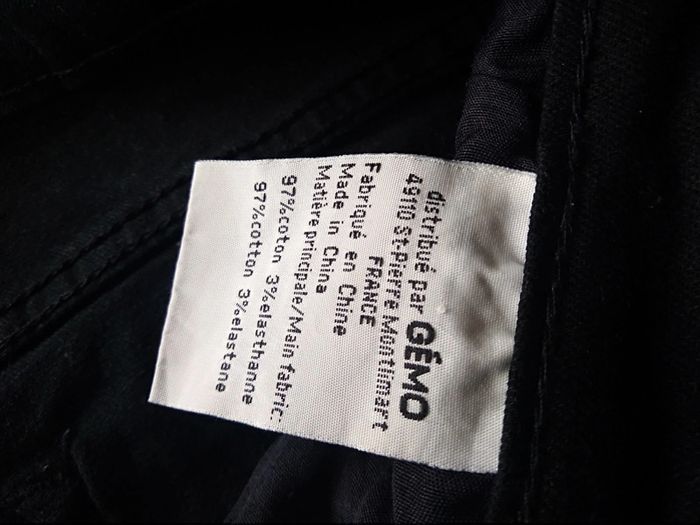 distribué par GÉMO
49110 St-Pierre Montlimart
FRANCE
Fabriqué en Chine
Made in China
Matière principale/Main fabric:
97%coton 3%élasthanne
97%cotton 3%elastane